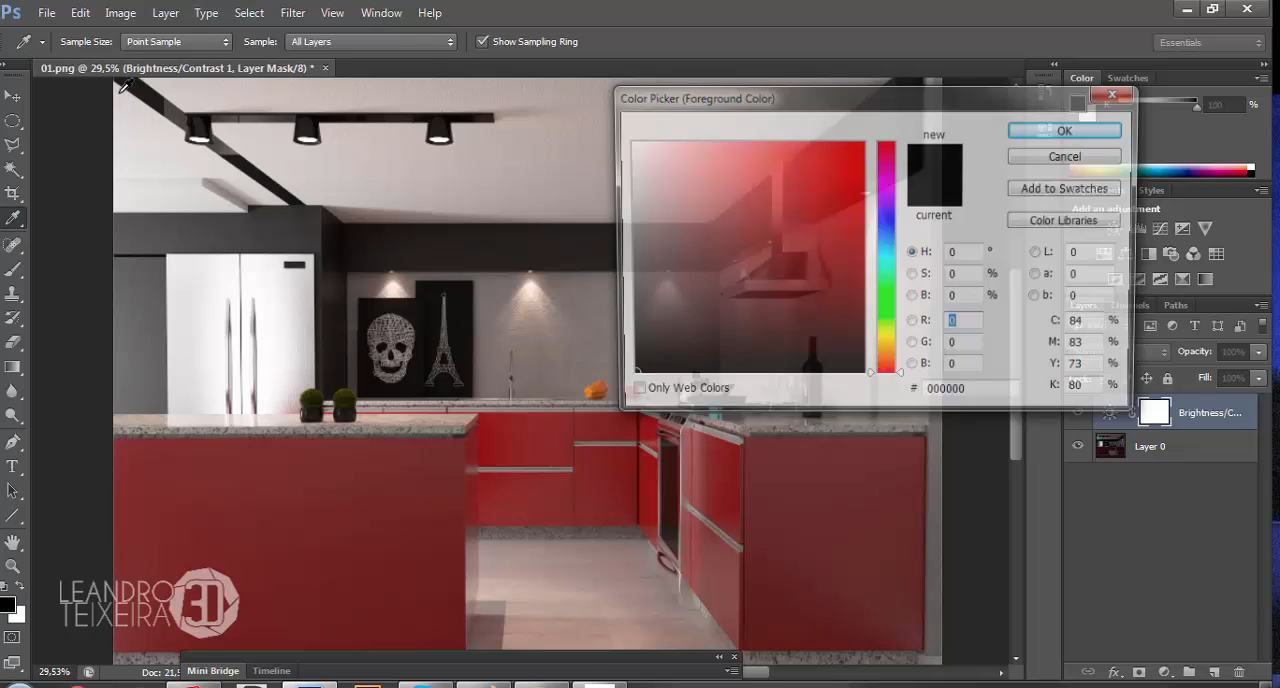 Ps File Edit Image Layer Type Select Filter View Window Help
Sample Size: Point Sample Sample: All Layers Show Sampling Ring Essentials
01.png @ 29,5% (Brightness/Contrast 1, Layer Mask/8) * ×
Color Swatches
Color Picker (Foreground Color)
K 100 %
new
OK
Cancel
Add to Swatches
Styles
current
Add an adjustment
Color Libraries
H: 0 ° L: 0
S: 0 % a: 0
B: 0 % b: 0
Channels Paths
R: 0 C: 84 %
G: 0 M: 83 %
Opacity: 100%
B: 0 Y: 73 %
Fill: 100%
Only Web Colors # 000000 K: 80 %
Brightness/C...
Layer 0
LEANDRO
TEIXEIRA
3D
29,53% Doc: 21,5 Mini Bridge Timeline